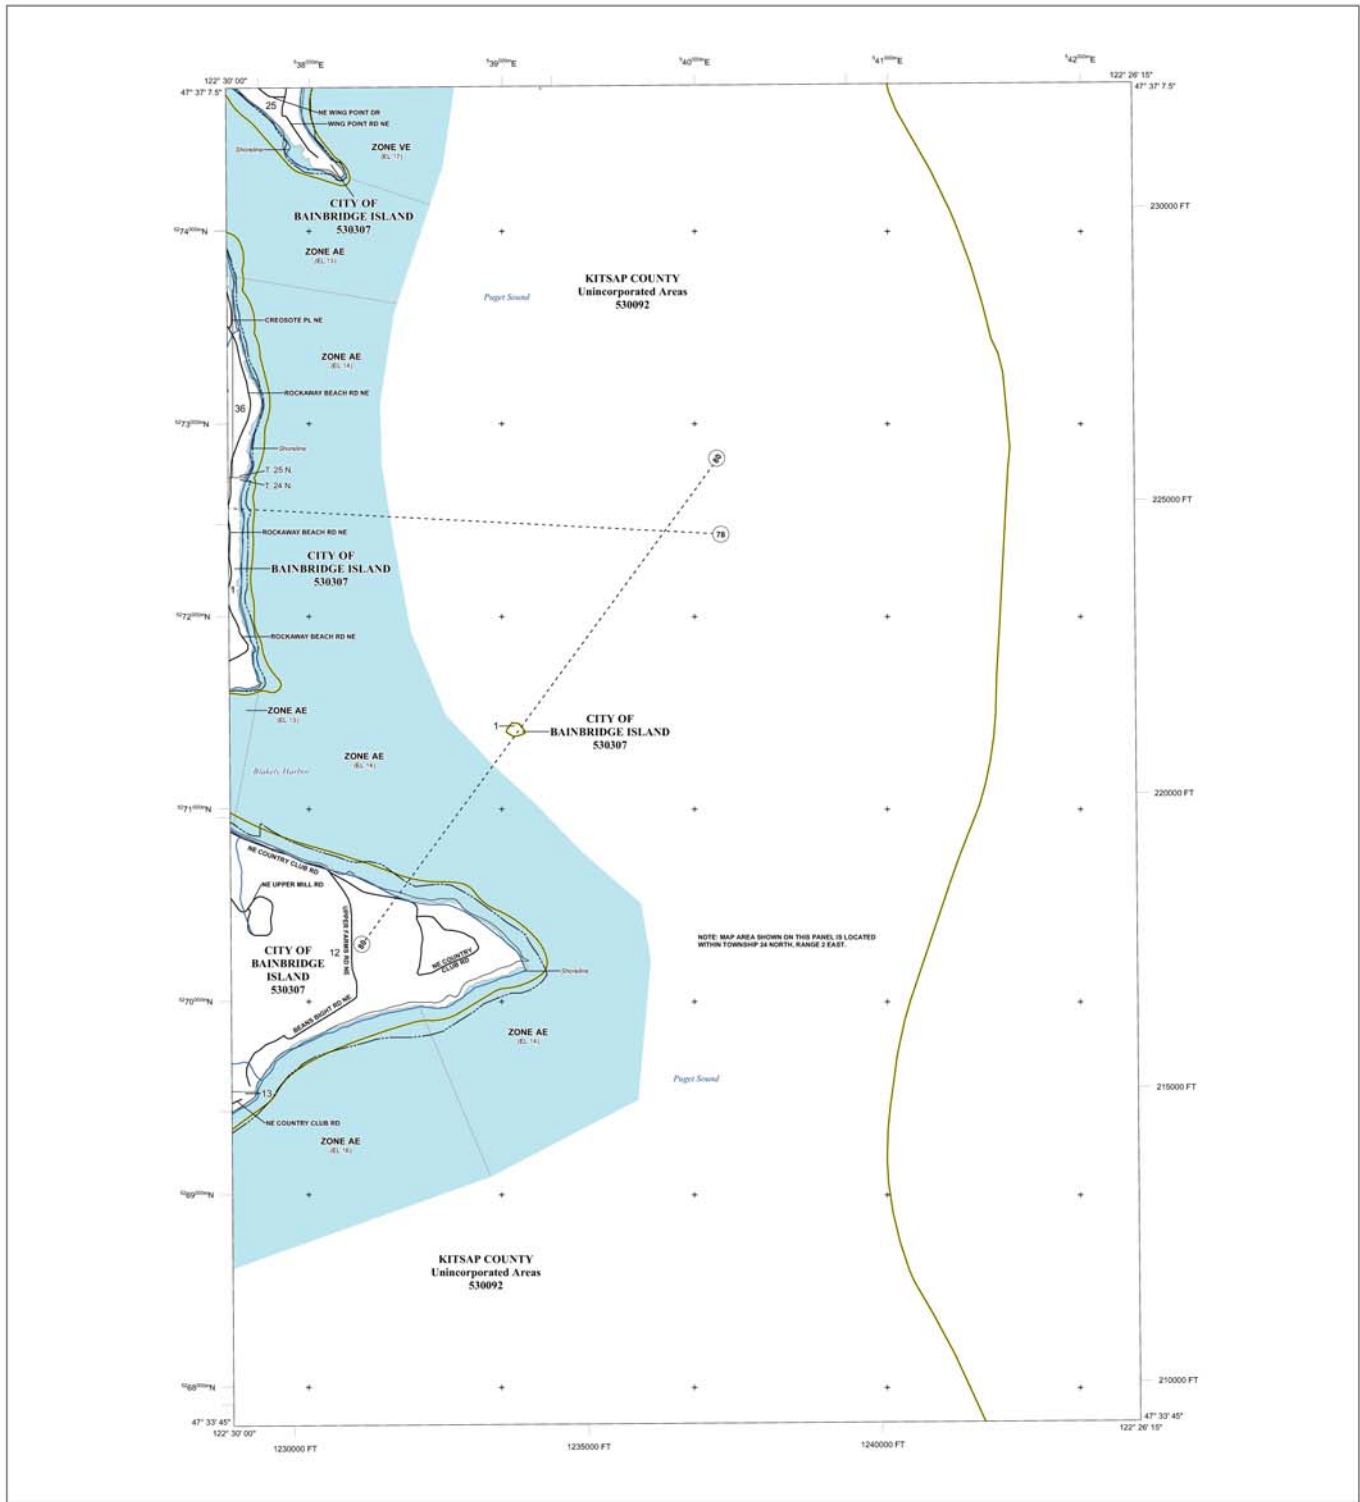 ⁵38⁰⁰⁰ᵐE
⁵39⁰⁰⁰ᵐE
⁵40⁰⁰⁰ᵐE
⁵41⁰⁰⁰ᵐE
⁵42⁰⁰⁰ᵐE
122° 30' 00"
122° 26' 15"
47° 37' 7.5"
47° 37' 7.5"
25
NE WING POINT DR
WING POINT RD NE
Shoreline
ZONE VE
(EL 17)
CITY OF
BAINBRIDGE ISLAND
530307
230000 FT
⁵²74⁰⁰⁰ᵐN
ZONE AE
(EL 13)
KITSAP COUNTY
Unincorporated Areas
530092
Puget Sound
CREOSOTE PL NE
ZONE AE
(EL 14)
ROCKAWAY BEACH RD NE
36
⁵²73⁰⁰⁰ᵐN
Shoreline
T. 25 N.
T. 24 N.
80
225000 FT
ROCKAWAY BEACH RD NE
78
CITY OF
BAINBRIDGE ISLAND
530307
1
⁵²72⁰⁰⁰ᵐN
ROCKAWAY BEACH RD NE
ZONE AE
(EL 13)
1
CITY OF
BAINBRIDGE ISLAND
530307
ZONE AE
(EL 14)
Blakely Harbor
220000 FT
⁵²71⁰⁰⁰ᵐN
NE COUNTRY CLUB RD
NE UPPER MILL RD
UPPER FARMS RD NE
80
12
CITY OF
BAINBRIDGE
ISLAND
530307
NE COUNTRY
CLUB RD
Shoreline
NOTE: MAP AREA SHOWN ON THIS PANEL IS LOCATED
WITHIN TOWNSHIP 24 NORTH, RANGE 2 EAST.
⁵²70⁰⁰⁰ᵐN
BEANS BIGHT RD NE
ZONE AE
(EL 14)
Puget Sound
215000 FT
13
NE COUNTRY CLUB RD
ZONE AE
(EL 16)
⁵²69⁰⁰⁰ᵐN
KITSAP COUNTY
Unincorporated Areas
530092
⁵²68⁰⁰⁰ᵐN
210000 FT
47° 33' 45"
47° 33' 45"
122° 30' 00"
122° 26' 15"
1230000 FT
1235000 FT
1240000 FT